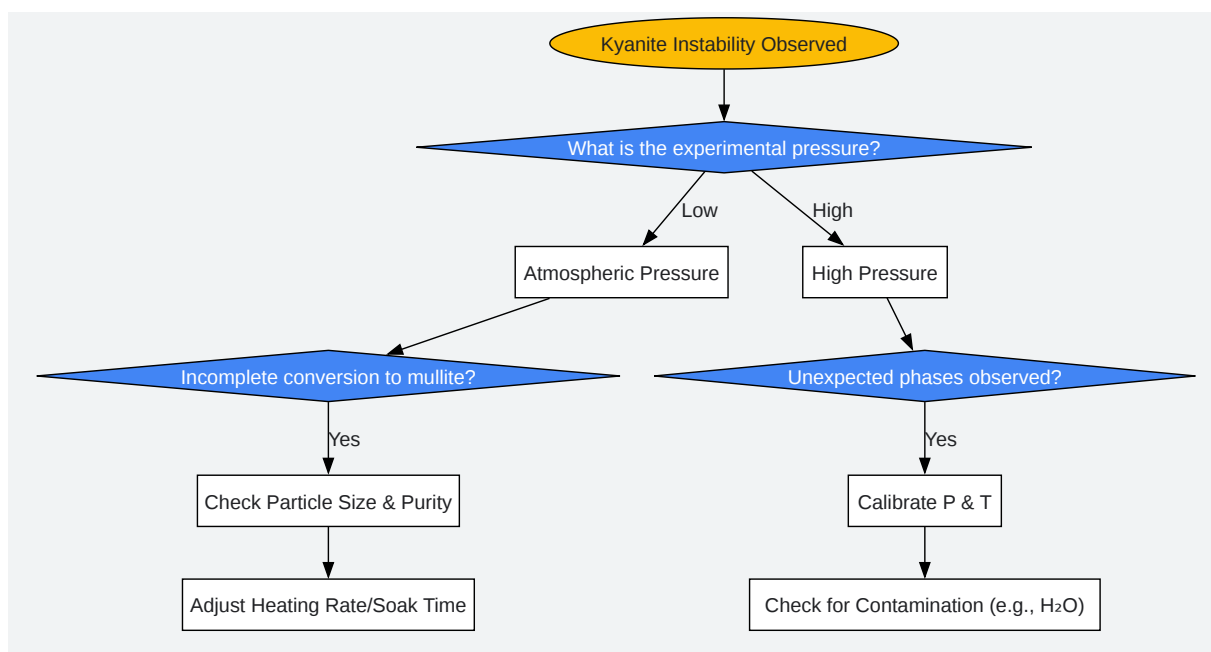 Kyanite Instability Observed
What is the experimental pressure?
Low
High
Atmospheric Pressure
High Pressure
Incomplete conversion to mullite?
Unexpected phases observed?
Yes
Yes
Check Particle Size & Purity
Calibrate P & T
Adjust Heating Rate/Soak Time
Check for Contamination (e.g., H₂O)